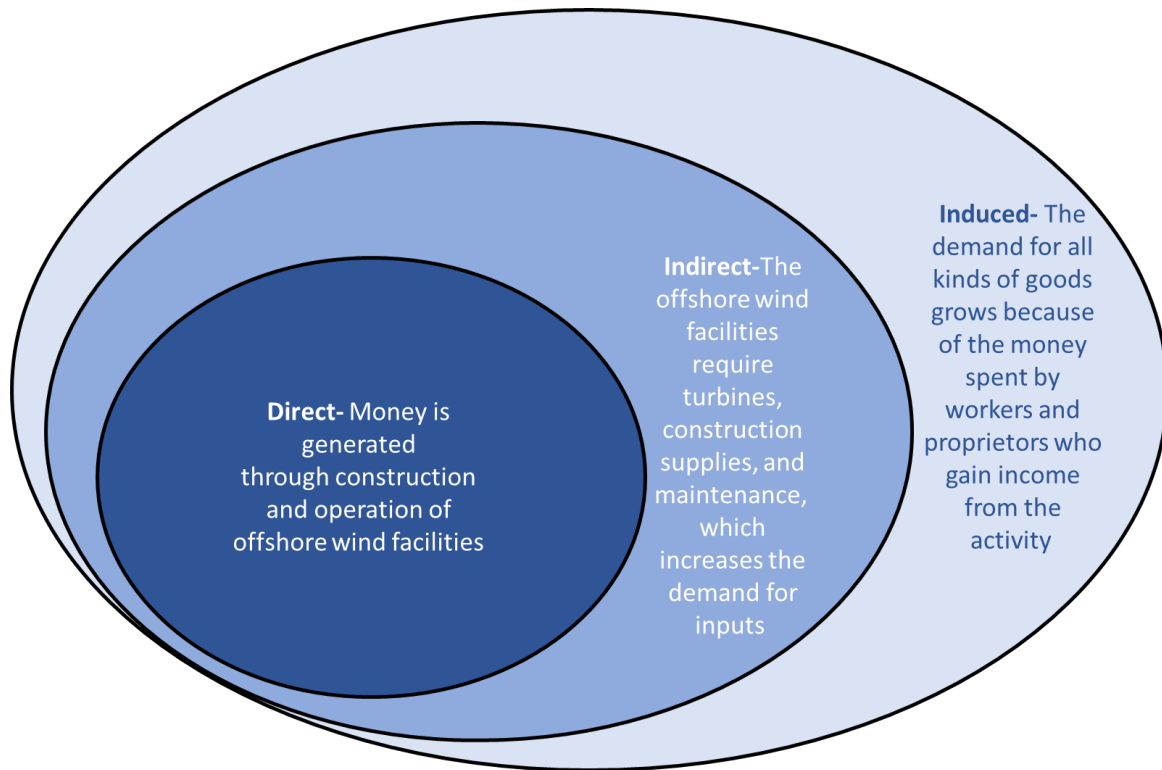 Direct- Money is
generated
through construction
and operation of
offshore wind facilities
Indirect-The
offshore wind
facilities
require
turbines,
construction
supplies, and
maintenance,
which
increases the
demand for
inputs
Induced- The
demand for all
kinds of goods
grows because
of the money
spent by
workers and
proprietors who
gain income
from the
activity